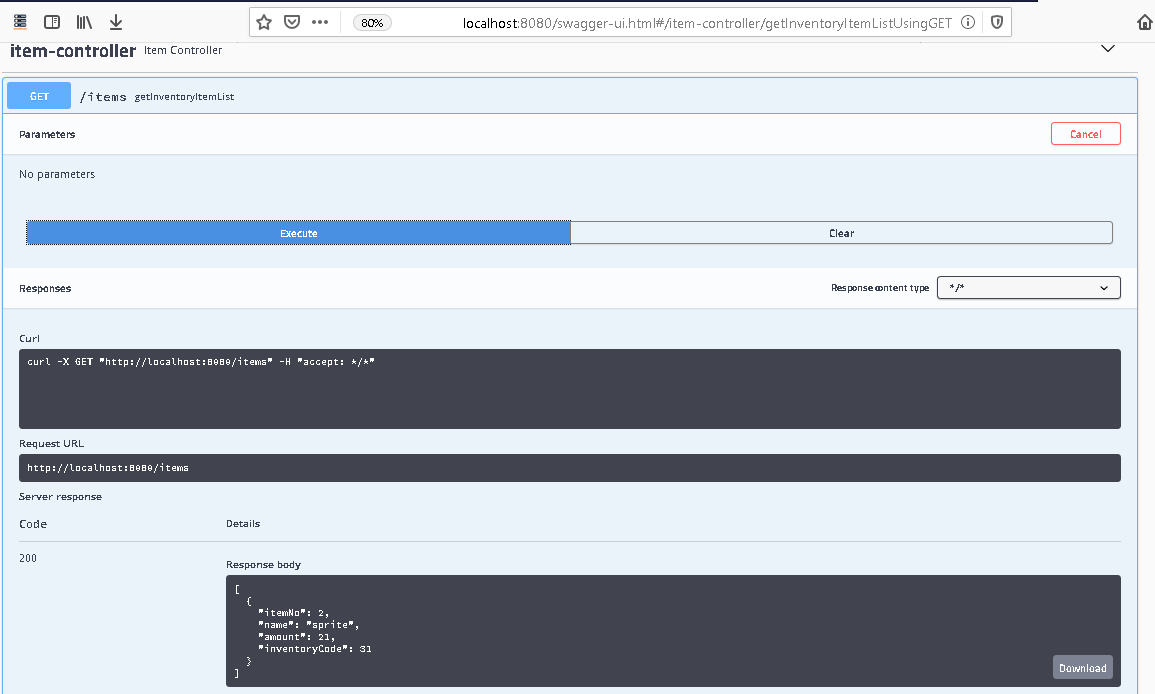 80% localhost:8080/swagger-ui.html#/item-controller/getInventoryItemListUsingGET
item-controller Item Controller
GET /items getInventoryItemList
Parameters Cancel
No parameters
Execute Clear
Responses Response content type */*
Curl
curl -X GET "http://localhost:8080/items" -H "accept: */*"
Request URL
http://localhost:8080/items
Server response
Code Details
200
Response body
[
{
"itemNo": 2,
"name": "sprite",
"amount": 21,
"inventoryCode": 31
}
]
Download